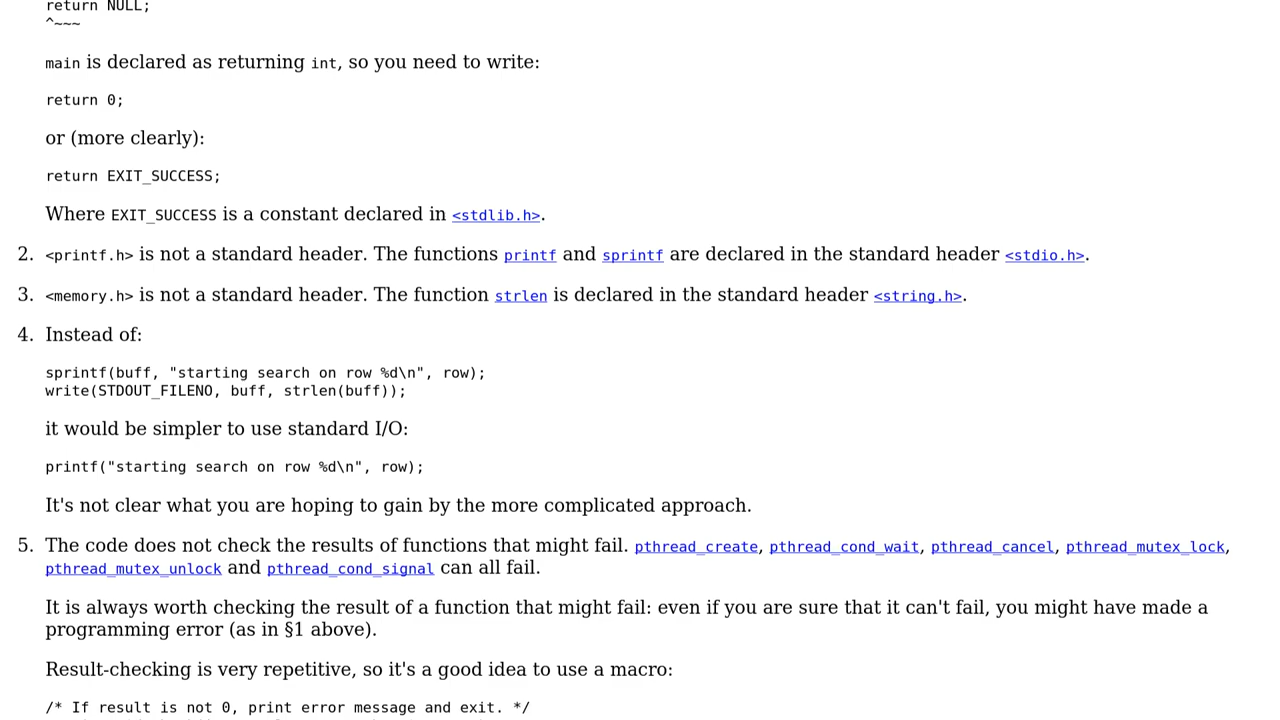 return NULL;
^~~~
main is declared as returning int, so you need to write:
return 0;
or (more clearly):
return EXIT_SUCCESS;
Where EXIT_SUCCESS is a constant declared in <stdlib.h>.
2. <printf.h> is not a standard header. The functions printf and sprintf are declared in the standard header <stdio.h>.
3. <memory.h> is not a standard header. The function strlen is declared in the standard header <string.h>.
4. Instead of:
sprintf(buff, "starting search on row %d\n", row);
write(STDOUT_FILENO, buff, strlen(buff));
it would be simpler to use standard I/O:
printf("starting search on row %d\n", row);
It's not clear what you are hoping to gain by the more complicated approach.
5. The code does not check the results of functions that might fail. pthread_create, pthread_cond_wait, pthread_cancel, pthread_mutex_lock,
pthread_mutex_unlock and pthread_cond_signal can all fail.
It is always worth checking the result of a function that might fail: even if you are sure that it can't fail, you might have made a
programming error (as in §1 above).
Result-checking is very repetitive, so it's a good idea to use a macro:
/* If result is not 0, print error message and exit. */